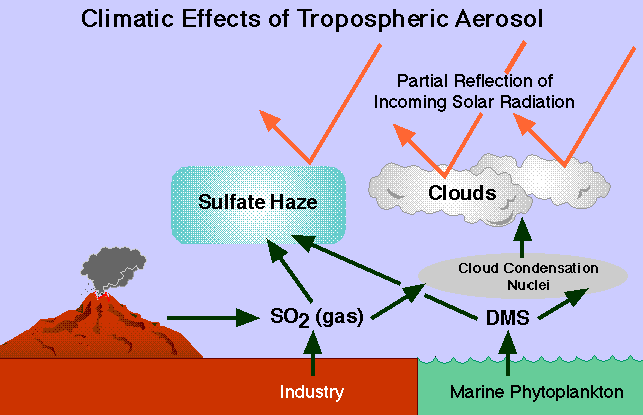 Climatic Effects of Tropospheric Aerosol
Partial Reflection of
Incoming Solar Radiation
Sulfate Haze
Clouds
Cloud Condensation
Nuclei
SO2 (gas)
DMS
Industry
Marine Phytoplankton